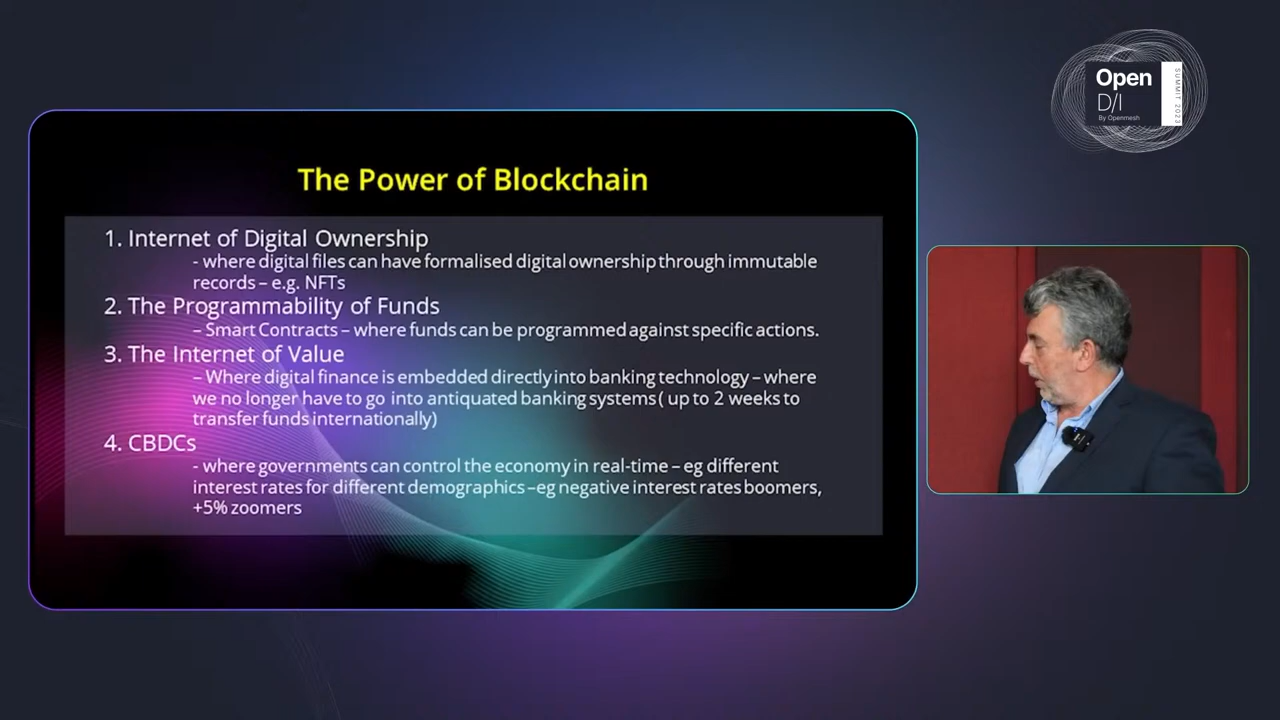 Open
D/I
By Openmesh
SUMMIT 2023
The Power of Blockchain
1. Internet of Digital Ownership
- where digital files can have formalised digital ownership through immutable
records – e.g. NFTs
2. The Programmability of Funds
– Smart Contracts – where funds can be programmed against specific actions.
3. The Internet of Value
– Where digital finance is embedded directly into banking technology – where
we no longer have to go into antiquated banking systems ( up to 2 weeks to
transfer funds internationally)
4. CBDCs
- where governments can control the economy in real-time – eg different
interest rates for different demographics –eg negative interest rates boomers,
+5% zoomers